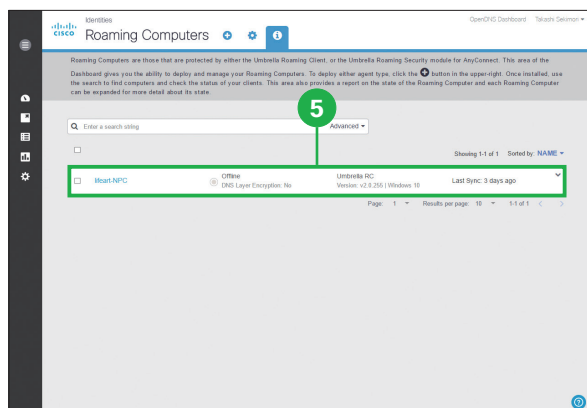 Identities
OpenDNS Dashboard Takashi Sekimori
CISCO
Roaming Computers
Roaming Computers are those that are protected by either the Umbrella Roaming Client, or the Umbrella Roaming Security module for AnyConnect. This area of the
Dashboard gives you the ability to deploy and manage your Roaming Computers. To deploy either agent type, click the button in the upper-right. Once installed, use
the search to find computers and check the status of your clients. This area also provides a report on the state of the Roaming Computer and each Roaming Computer
can be expanded for more detail about its state.
5
Enter a search string
Advanced
Showing 1-1 of 1 Sorted by: NAME
lifeart-NPC
Offline
DNS Layer Encryption: No
Umbrella RC
Version: v2.0.255 | Windows 10
Last Sync: 3 days ago
Page: 1 Results per page: 10 1-1 of 1 < >
?